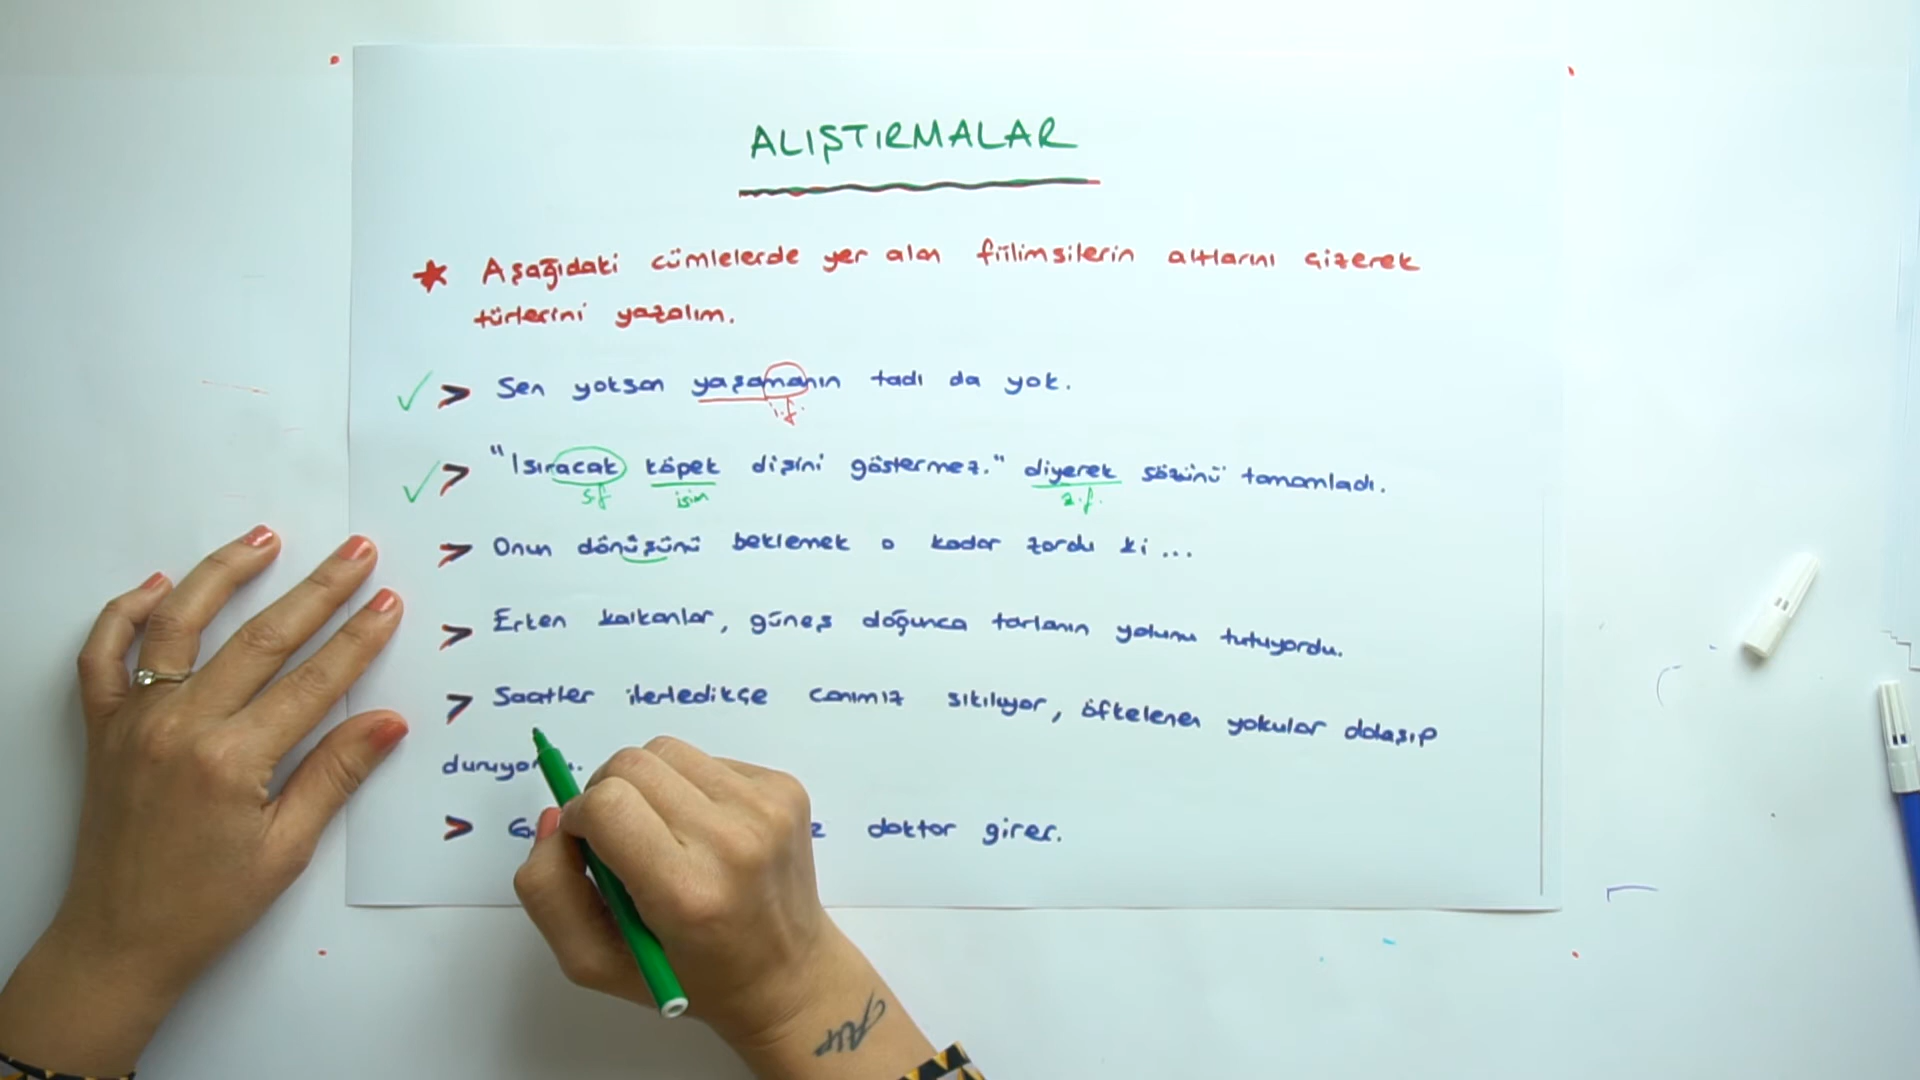 ALIŞTIRMALAR
★ Aşağıdaki cümlelerde yer alan fiilimsilerin altlarını çizerek
türlerini yazalım.
✓ > Sen yoksan yaşamanın tadı da yok.
i.f.
✓ > "Isıracak köpek dişini göstermez." diyerek sözünü tamamladı.
s.f isim z.f.
> Onun dönüşünü beklemek o kadar zordu ki...
> Erken kalkanlar, güneş doğunca tarlanın yolunu tutuyordu.
> Saatler ilerledikçe canımız sıkılıyor, öfkelenen yolcular dolaşıp
> doktor girer.